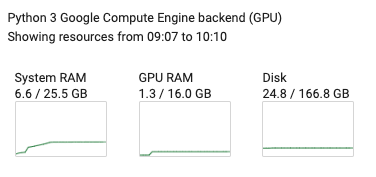 Python 3 Google Compute Engine backend (GPU)
Showing resources from 09:07 to 10:10
System RAM GPU RAM Disk
6.6 / 25.5 GB 1.3 / 16.0 GB 24.8 / 166.8 GB